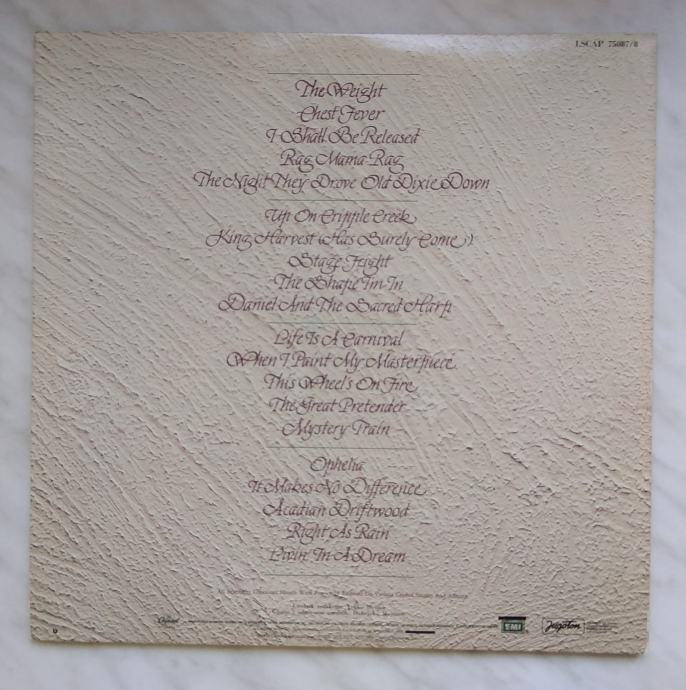 LSCAP 75087/8
The Weight
Chest Fever
I Shall Be Released
Rag Mama Rag
The Night They Drove Old Dixie Down
Up On Cripple Creek
King Harvest (Has Surely Come)
Stage Fright
The Shape I'm In
Daniel And The Sacred Harp
Life Is A Carnival
When I Paint My Masterpiece
This Wheel's On Fire
The Great Pretender
Mystery Train
Ophelia
It Makes No Difference
Acadian Driftwood
Right As Rain
Livin' In A Dream
Capitol
EMI
Jugoton